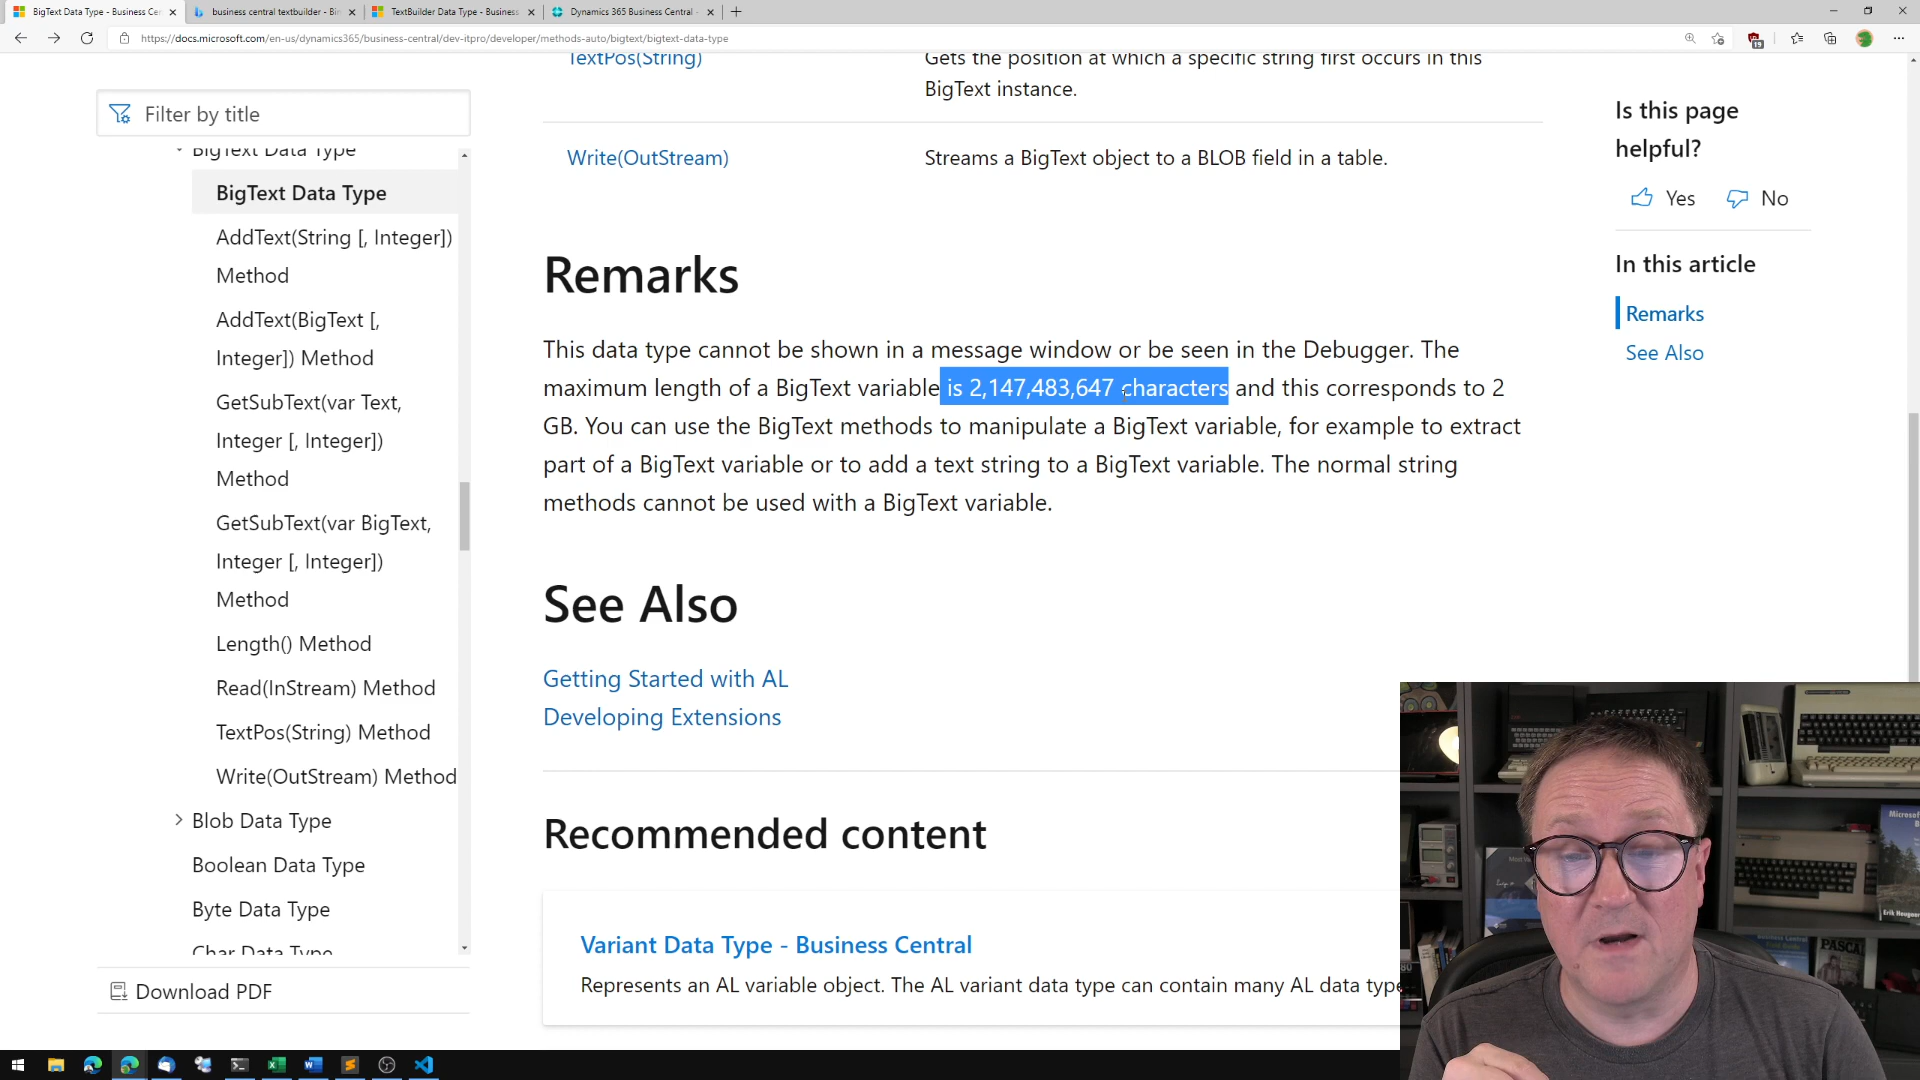 BigText Data Type - Business Cen
business central textbuilder - Bin
TextBuilder Data Type - Business
Dynamics 365 Business Central -
https://docs.microsoft.com/en-us/dynamics365/business-central/dev-itpro/developer/methods-auto/bigtext/bigtext-data-type
19
Filter by title
BigText Data Type
BigText Data Type
AddText(String [, Integer])
Method
AddText(BigText [,
Integer]) Method
GetSubText(var Text,
Integer [, Integer])
Method
GetSubText(var BigText,
Integer [, Integer])
Method
Length() Method
Read(InStream) Method
TextPos(String) Method
Write(OutStream) Method
Blob Data Type
Boolean Data Type
Byte Data Type
Char Data Type
Download PDF
TextPos(String)
Gets the position at which a specific string first occurs in this
BigText instance.
Write(OutStream)
Streams a BigText object to a BLOB field in a table.
Remarks
This data type cannot be shown in a message window or be seen in the Debugger. The
maximum length of a BigText variable is 2,147,483,647 characters and this corresponds to 2
GB. You can use the BigText methods to manipulate a BigText variable, for example to extract
part of a BigText variable or to add a text string to a BigText variable. The normal string
methods cannot be used with a BigText variable.
See Also
Getting Started with AL
Developing Extensions
Recommended content
Variant Data Type - Business Central
Represents an AL variable object. The AL variant data type can contain many AL data type
Is this page
helpful?
Yes
No
In this article
Remarks
See Also
Microsof
PASCA